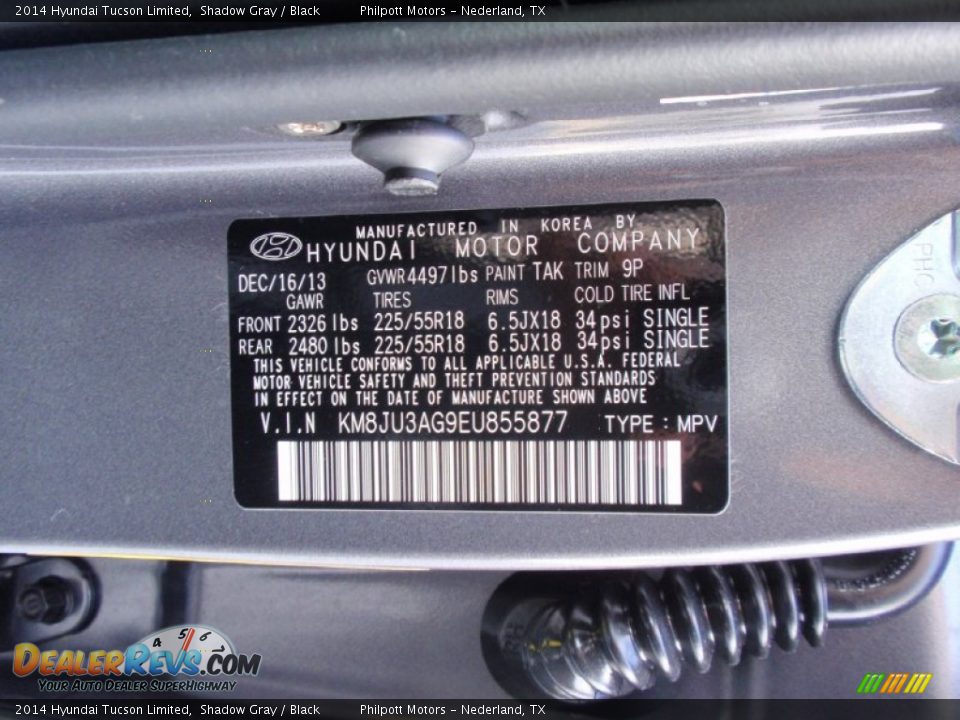 2014 Hyundai Tucson Limited, Shadow Gray / Black Philpott Motors - Nederland, TX
MANUFACTURED IN KOREA BY
HYUNDAI MOTOR COMPANY
DEC/16/13 GVWR 4497 lbs PAINT TAK TRIM 9P
GAWR TIRES RIMS COLD TIRE INFL
FRONT 2326 lbs 225/55R18 6.5JX18 34 psi SINGLE
REAR 2480 lbs 225/55R18 6.5JX18 34 psi SINGLE
THIS VEHICLE CONFORMS TO ALL APPLICABLE U.S.A. FEDERAL
MOTOR VEHICLE SAFETY AND THEFT PREVENTION STANDARDS
IN EFFECT ON THE DATE OF MANUFACTURE SHOWN ABOVE
V.I.N KM8JU3AG9EU855877 TYPE : MPV
PHC
4 5 6
DEALERREVS.COM
YOUR AUTO DEALER SUPERHIGHWAY
2014 Hyundai Tucson Limited, Shadow Gray / Black Philpott Motors - Nederland, TX